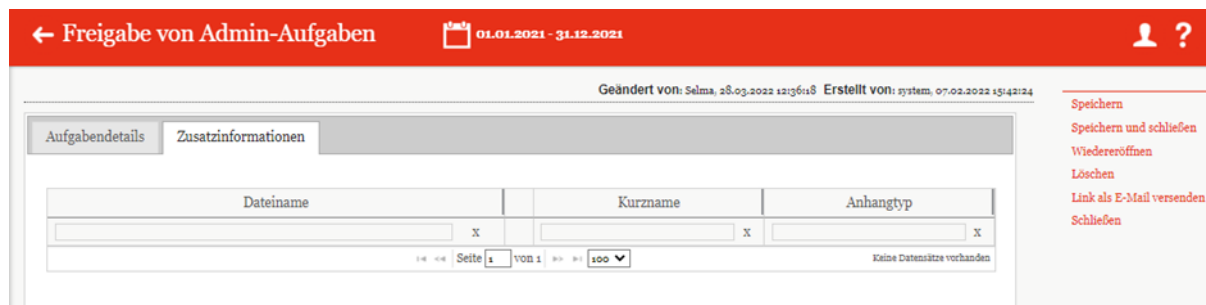 ← Freigabe von Admin-Aufgaben 01.01.2021 - 31.12.2021 ?
Geändert von: Selma, 28.03.2022 12:36:18 Erstellt von: system, 07.02.2022 15:42:24
Aufgabendetails Zusatzinformationen
Dateiname Kurzname Anhangtyp
x x x
Seite 1 von 1 100 Keine Datensätze vorhanden
Speichern
Speichern und schließen
Wiedereröffnen
Löschen
Link als E-Mail versenden
Schließen